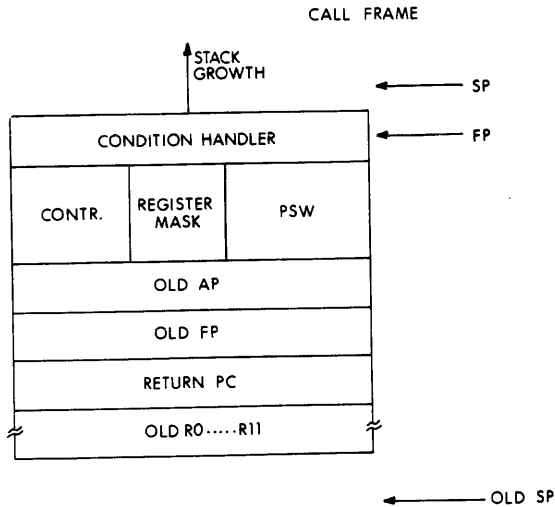 CALL FRAME
STACK
GROWTH
SP
CONDITION HANDLER
FP
CONTR.
REGISTER
MASK
PSW
OLD AP
OLD FP
RETURN PC
OLD R0.....R11
OLD SP